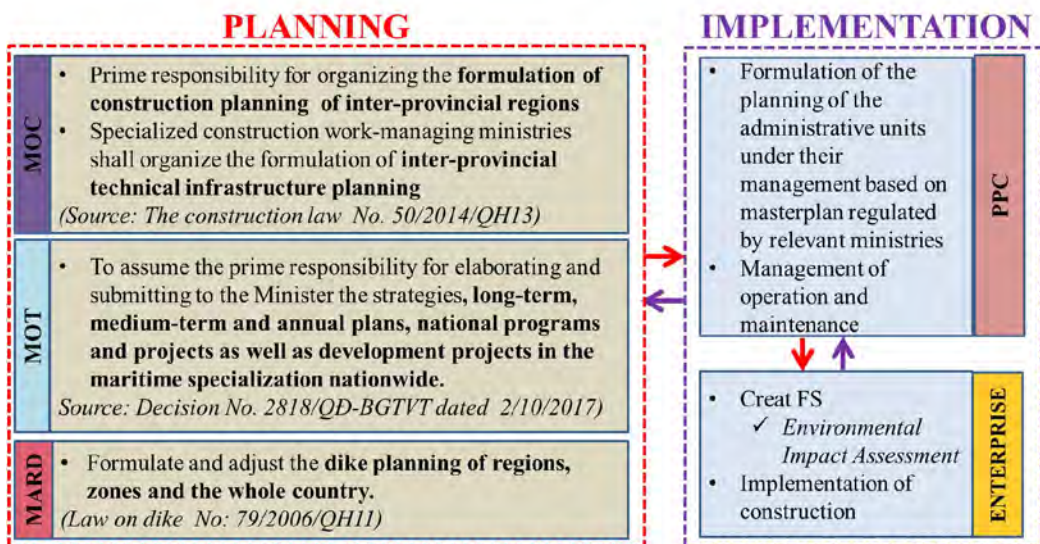 PLANNING
MOC
• Prime responsibility for organizing the formulation of
construction planning of inter-provincial regions
• Specialized construction work-managing ministries
shall organize the formulation of inter-provincial
technical infrastructure planning
(Source: The construction law No. 50/2014/QH13)
MOT
• To assume the prime responsibility for elaborating and
submitting to the Minister the strategies, long-term,
medium-term and annual plans, national programs
and projects as well as development projects in the
maritime specialization nationwide.
Source: Decision No. 2818/QĐ-BGTVT dated 2/10/2017)
MARD
• Formulate and adjust the dike planning of regions,
zones and the whole country.
(Law on dike No: 79/2006/QH11)
IMPLEMENTATION
• Formulation of the
planning of the
administrative units
under their
management based on
masterplan regulated
by relevant ministries
• Management of
operation and
maintenance
PPC
• Creat FS
✓ Environmental
Impact Assessment
• Implementation of
construction
ENTERPRISE